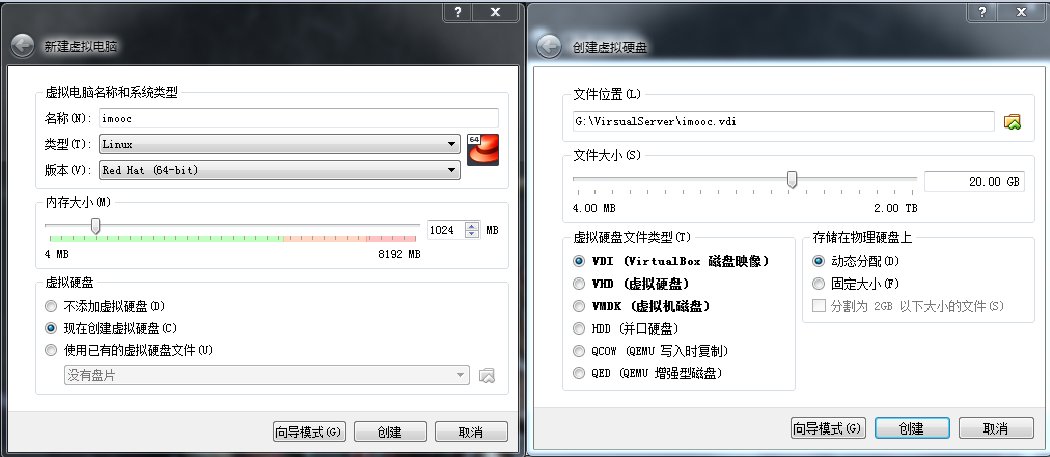 新建虚拟电脑
虚拟电脑名称和系统类型
名称(N): imooc
类型(T): Linux
64
版本(V): Red Hat (64-bit)
内存大小(M)
1024 MB
4 MB 8192 MB
虚拟硬盘
不添加虚拟硬盘(D)
现在创建虚拟硬盘(C)
使用已有的虚拟硬盘文件(U)
没有盘片
向导模式(G) 创建 取消
创建虚拟硬盘
文件位置(L)
G:\VirsualServer\imooc.vdi
文件大小(S)
20.00 GB
4.00 MB 2.00 TB
虚拟硬盘文件类型(T)
VDI (VirtualBox 磁盘映像)
VHD (虚拟硬盘)
VMDK (虚拟机磁盘)
HDD (并口硬盘)
QCOW (QEMU 写入时复制)
QED (QEMU 增强型磁盘)
存储在物理硬盘上
动态分配(D)
固定大小(F)
分割为 2GB 以下大小的文件(S)
向导模式(G) 创建 取消